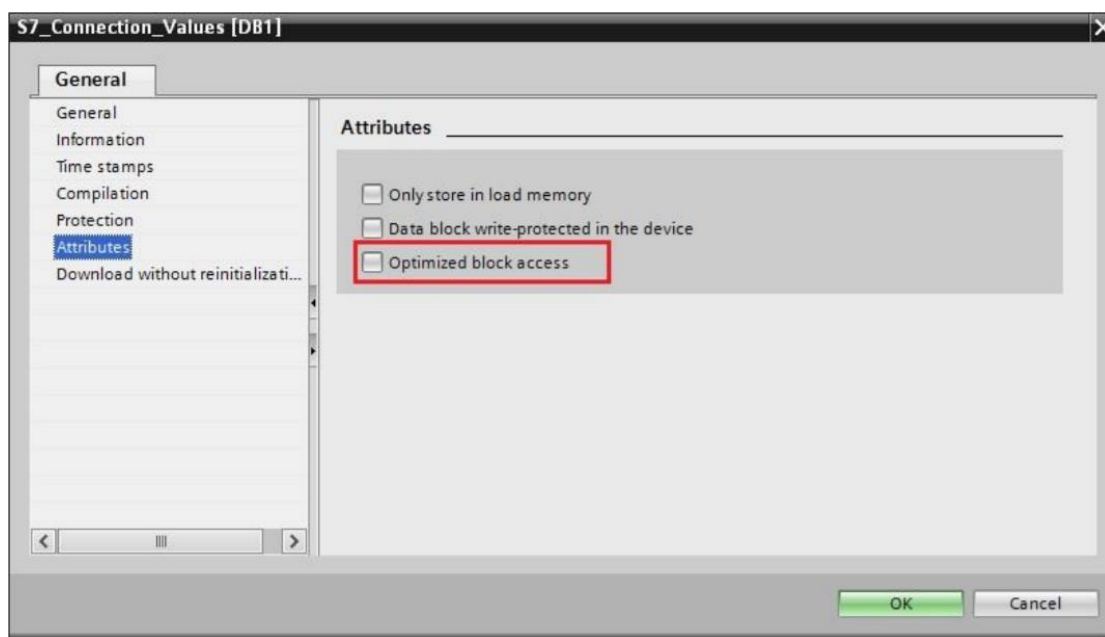 S7_Connection_Values [DB1]
General
General
Information
Time stamps
Compilation
Protection
Attributes
Download without reinitializati...
Attributes
Only store in load memory
Data block write-protected in the device
Optimized block access
OK
Cancel